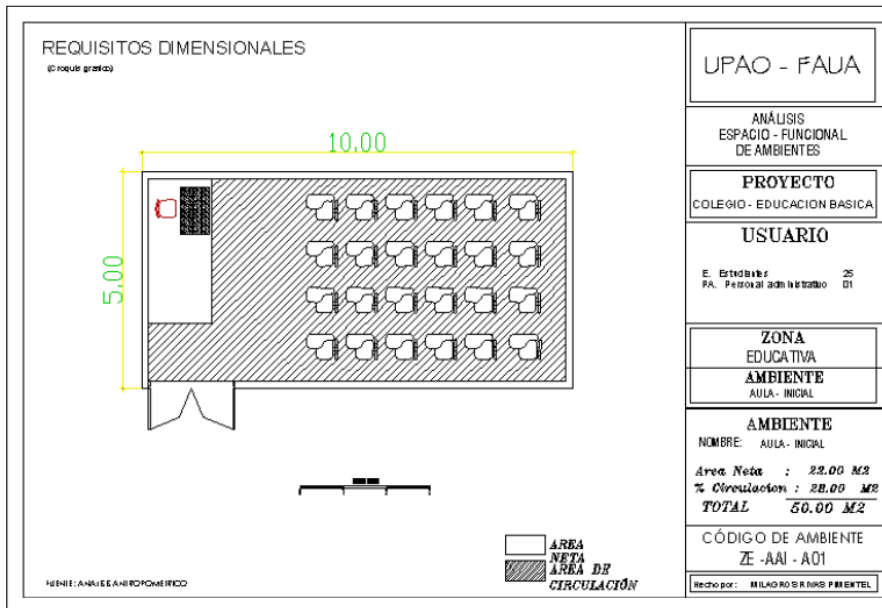 REQUISITOS DIMENSIONALES
(Croquis grafico)
10.00
5.00
AREA
NETA
AREA DE
CIRCULACIÓN
FUENTE: ANALISIS ANTROPOMETRICO
UPAO - FAUA
ANÁLISIS
ESPACIO - FUNCIONAL
DE AMBIENTES
PROYECTO
COLEGIO - EDUCACION BASICA
USUARIO
E. Estudiantes 25
PA. Personal administrativo 01
ZONA
EDUCATIVA
AMBIENTE
AULA - INICIAL
AMBIENTE
NOMBRE: AULA - INICIAL
Area Neta : 22.00 M2
% Circulacion : 28.00 M2
TOTAL 50.00 M2
CÓDIGO DE AMBIENTE
ZE -AAI - A01
Hecho por: MILAGROS RIVAS PIMENTEL